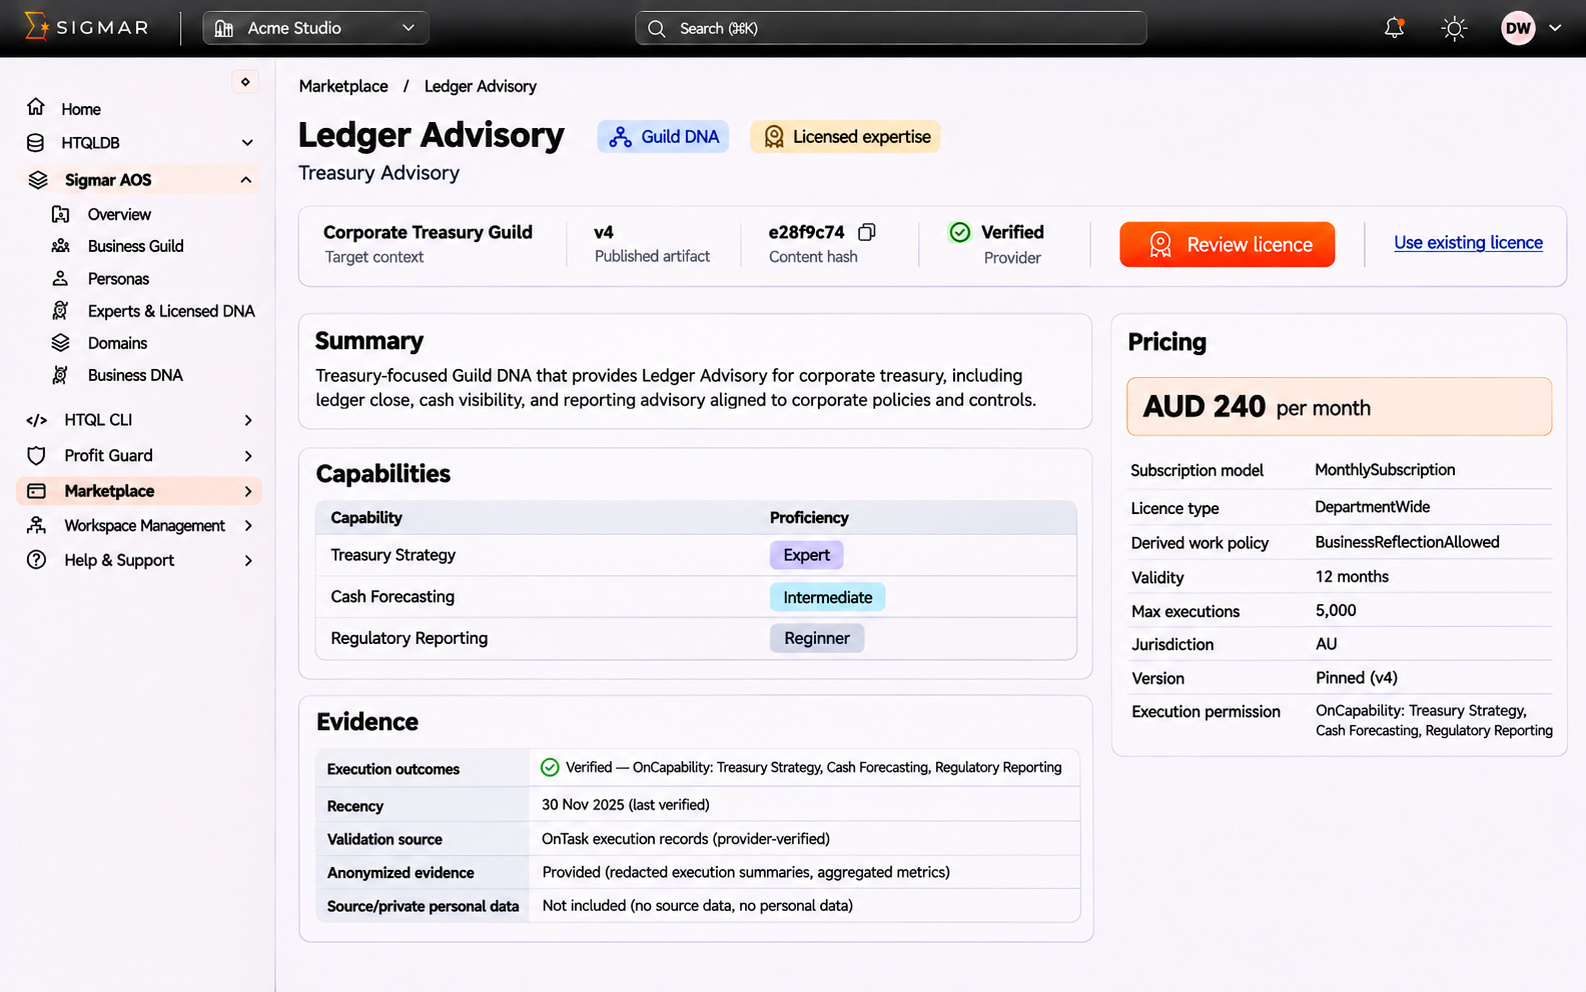 SIGMAR
Acme Studio
Search (⌘K)
DW
Home
HTQLDB
Sigmar AOS
Overview
Business Guild
Personas
Experts & Licensed DNA
Domains
Business DNA
HTQL CLI
Profit Guard
Marketplace
Workspace Management
Help & Support
Marketplace / Ledger Advisory
Ledger Advisory
Guild DNA
Licensed expertise
Treasury Advisory
Corporate Treasury Guild
Target context
v4
Published artifact
e28f9c74
Content hash
Verified
Provider
Review licence
Use existing licence
Summary
Treasury-focused Guild DNA that provides Ledger Advisory for corporate treasury, including
ledger close, cash visibility, and reporting advisory aligned to corporate policies and controls.
Capabilities
Capability Proficiency
Treasury Strategy Expert
Cash Forecasting Intermediate
Regulatory Reporting Reginner
Evidence
Execution outcomes Verified — OnCapability: Treasury Strategy, Cash Forecasting, Regulatory Reporting
Recency 30 Nov 2025 (last verified)
Validation source OnTask execution records (provider-verified)
Anonymized evidence Provided (redacted execution summaries, aggregated metrics)
Source/private personal data Not included (no source data, no personal data)
Pricing
AUD 240 per month
Subscription model MonthlySubscription
Licence type DepartmentWide
Derived work policy BusinessReflectionAllowed
Validity 12 months
Max executions 5,000
Jurisdiction AU
Version Pinned (v4)
Execution permission OnCapability: Treasury Strategy,
Cash Forecasting, Regulatory Reporting